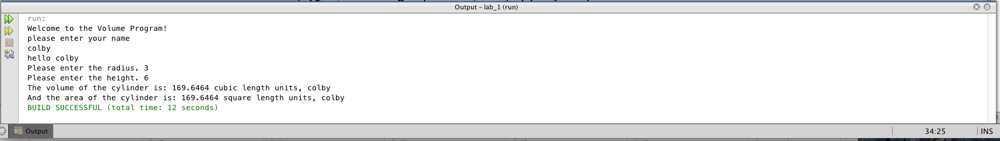 Output - lab_1 (run)
run:
Welcome to the Volume Program!
please enter your name
colby
hello colby
Please enter the radius. 3
Please enter the height. 6
The volume of the cylinder is: 169.6464 cubic length units, colby
And the area of the cylinder is: 169.6464 square length units, colby
BUILD SUCCESSFUL (total time: 12 seconds)
Output
34:25
INS